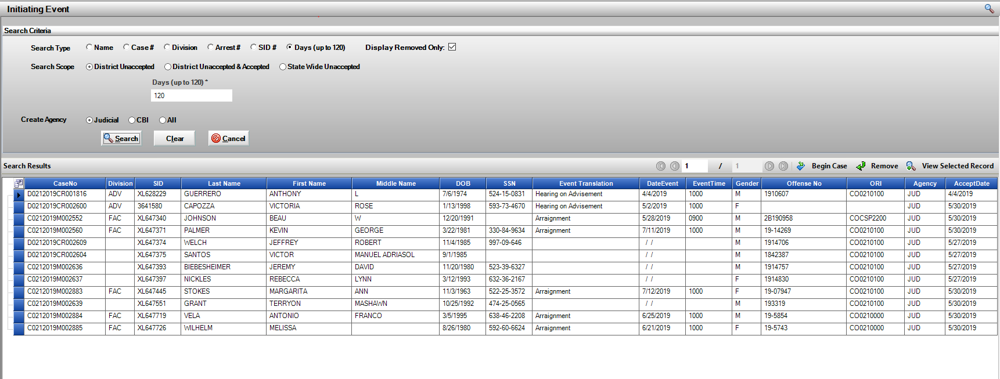 Initiating Event
Search Criteria
Search Type Name Case # Division Arrest # SID # Days (up to 120) Display Removed Only:
Search Scope District Unaccepted District Unaccepted & Accepted State Wide Unaccepted
Days (up to 120) *
120
Create Agency Judicial CBI All
Search Clear Cancel
Search Results 1 / 1 Begin Case Remove View Selected Record
CaseNo Division SID Last Name First Name Middle Name DOB SSN Event Translation DateEvent EventTime Gender Offense No ORI Agency AcceptDate
D0212019CR001816 ADV XL628229 GUERRERO ANTHONY L 7/6/1974 524-15-0831 Hearing on Advisement 4/4/2019 1000 M 1910607 CO0210100 JUD 4/4/2019
D0212019CR002600 ADV 3641580 CAPOZZA VICTORIA ROSE 1/13/1998 593-73-4670 Hearing on Advisement 5/2/2019 1000 F JUD 5/30/2019
C0212019M002552 FAC XL647340 JOHNSON BEAU W 12/20/1991 Arraignment 5/28/2019 0900 M 2B190958 COCSP2200 JUD 5/30/2019
C0212019M002560 FAC XL647371 PALMER KEVIN GEORGE 3/22/1981 330-84-9634 Arraignment 7/11/2019 1000 M 19-14269 CO0210100 JUD 5/30/2019
D0212019CR002609 XL647374 WELCH JEFFREY ROBERT 11/4/1985 997-09-646 / / M 1914706 CO0210100 JUD 5/27/2019
D0212019CR002604 XL647375 SANTOS VICTOR MANUEL ADRIASOL 9/1/1985 / / M 1842387 CO0210100 JUD 5/27/2019
C0212019M002636 XL647393 BIEBESHEIMER JEREMY DAVID 11/20/1980 523-39-6327 / / M 1914757 CO0210100 JUD 5/27/2019
C0212019M002637 XL647397 NICKLES REBECCA LYNN 3/12/1993 632-36-2167 / / F 1914830 CO0210100 JUD 5/27/2019
C0212019M002883 FAC XL647445 STOKES MARGARITA ANN 11/3/1963 522-25-3572 Arraignment 7/12/2019 1000 F 19-07947 CO0210100 JUD 5/30/2019
C0212019M002639 XL647551 GRANT TERRYON MASHAWN 10/25/1992 474-25-0565 / / M 193319 CO0210100 JUD 5/30/2019
C0212019M002884 FAC XL647719 VELA ANTONIO FRANCO 3/5/1995 638-46-2208 Arraignment 6/25/2019 1000 M 19-5854 CO0210000 JUD 5/30/2019
C0212019M002885 FAC XL647726 WILHELM MELISSA 8/26/1980 592-60-6624 Arraignment 6/21/2019 1000 F 19-5743 CO0210000 JUD 5/30/2019